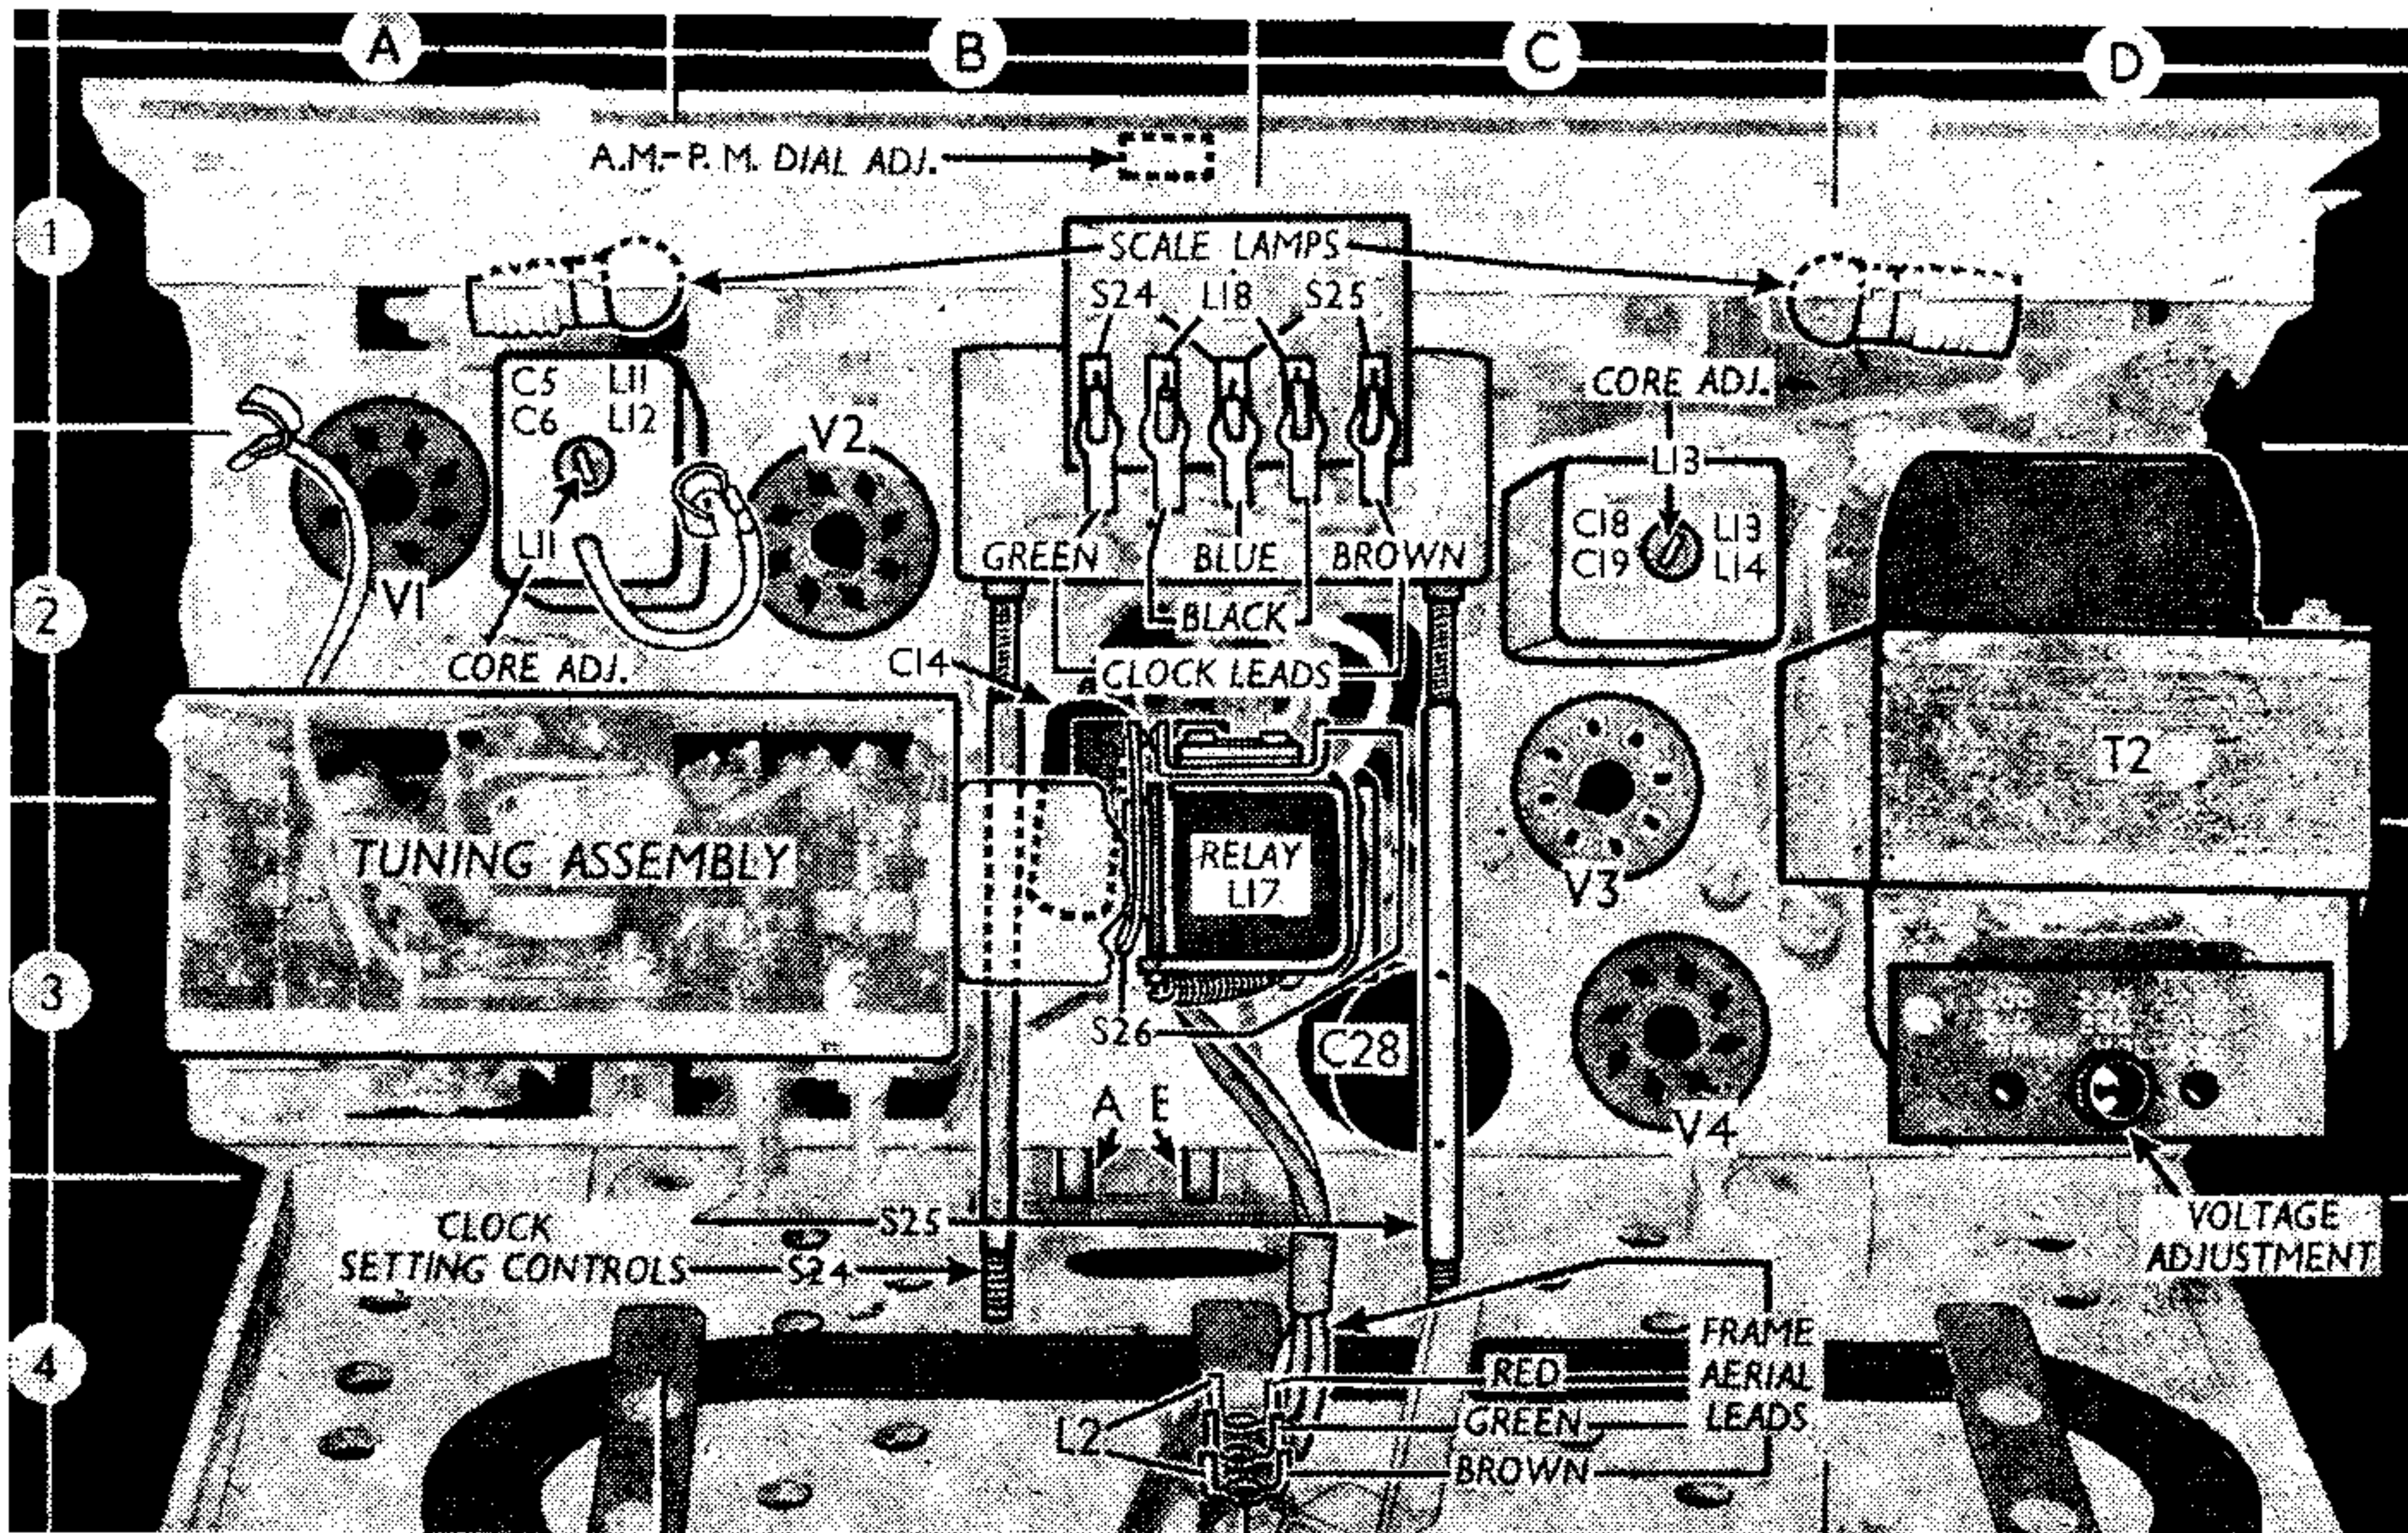 A B C D
A.M.-P.M. DIAL ADJ.
1
SCALE LAMPS
S24 L18 S25
C5 L11
C6 L12
CORE ADJ.
V2
L13
C18 L13
C19 L14
L11
GREEN BLUE BROWN
V1
2
BLACK
CORE ADJ.
C14
CLOCK LEADS
T2
TUNING ASSEMBLY
RELAY
L17
V3
3
S26
C28
A E
V4
CLOCK
SETTING CONTROLS
S25
S24
VOLTAGE
ADJUSTMENT
4
FRAME
AERIAL
LEADS
RED
GREEN
BROWN
L2